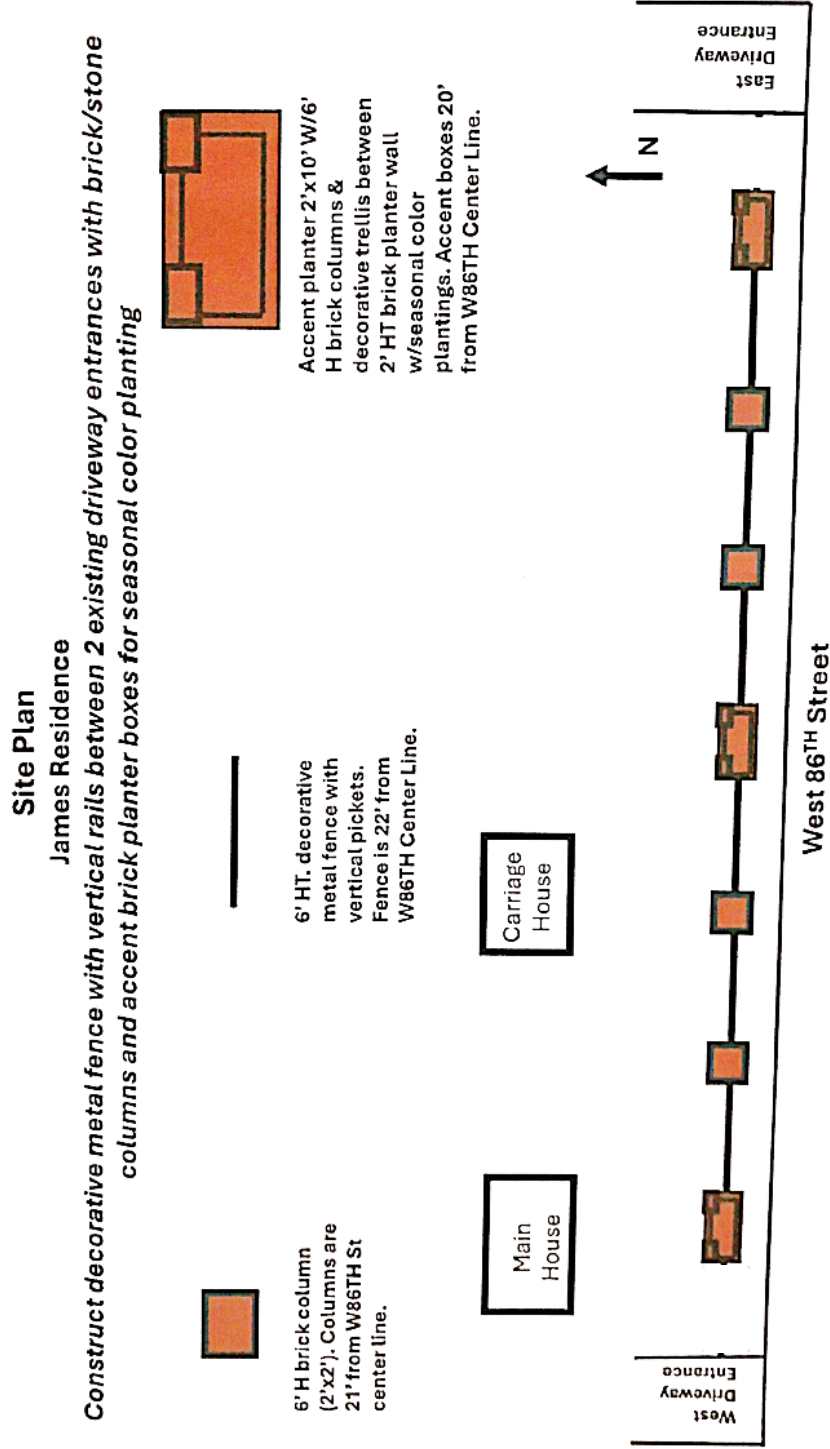 Site Plan
James Residence
Construct decorative metal fence with vertical rails between 2 existing driveway entrances with brick/stone
columns and accent brick planter boxes for seasonal color planting
6' H brick column
(2'x2'). Columns are
21' from W86TH St
center line.
6' HT. decorative
metal fence with
vertical pickets.
Fence is 22' from
W86TH Center Line.
Accent planter 2'x10' W/6'
H brick columns &
decorative trellis between
2' HT brick planter wall
w/seasonal color
plantings. Accent boxes 20'
from W86TH Center Line.
Main
House
Carriage
House
N
West
Driveway
Entrance
East
Driveway
Entrance
West 86TH Street